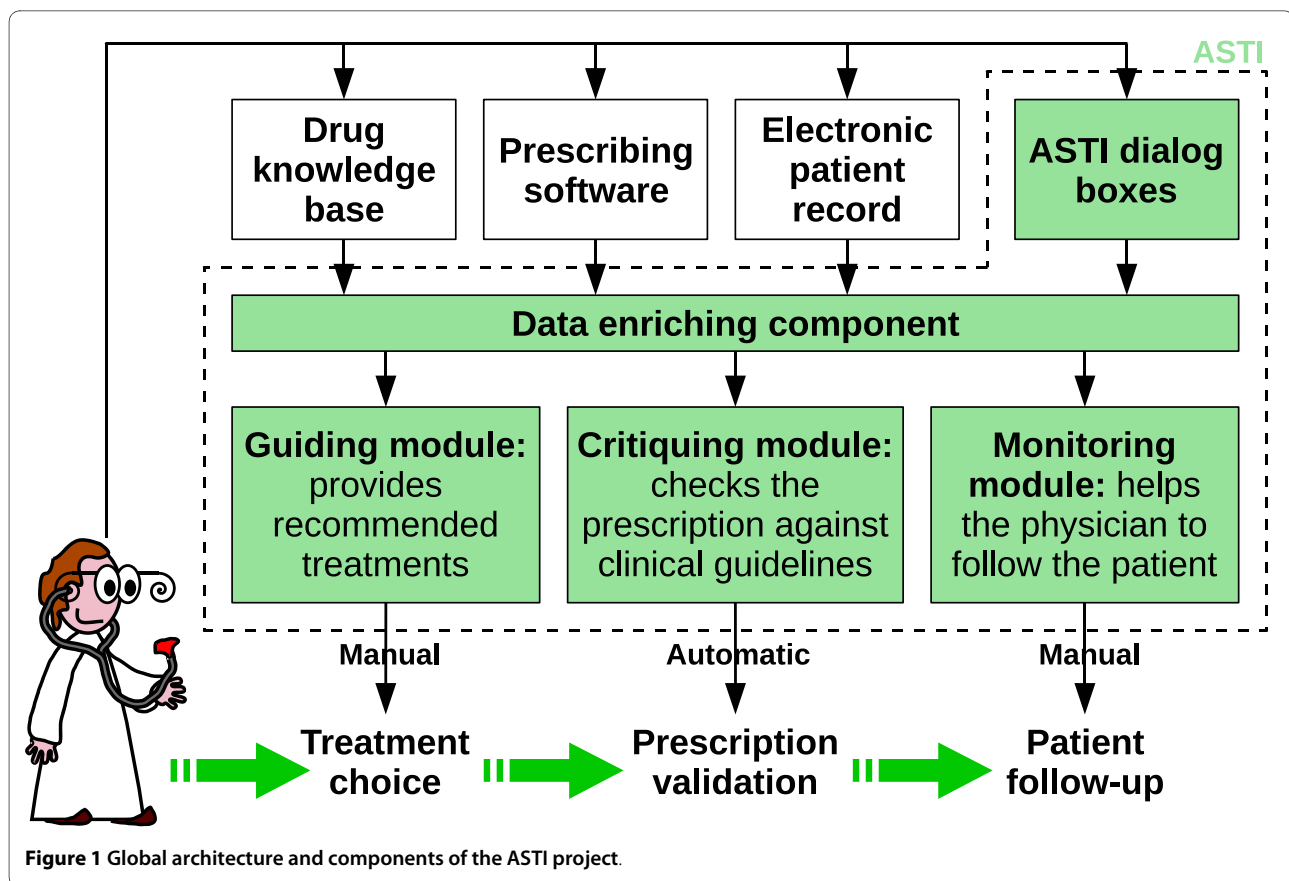 ASTI
Drug
knowledge
base
Prescribing
software
Electronic
patient
record
ASTI dialog
boxes
Data enriching component
Guiding module:
provides
recommended
treatments
Critiquing module:
checks the
prescription against
clinical guidelines
Monitoring
module: helps
the physician to
follow the patient
Manual
Automatic
Manual
Treatment
choice
Prescription
validation
Patient
follow-up
Figure 1 Global architecture and components of the ASTI project.